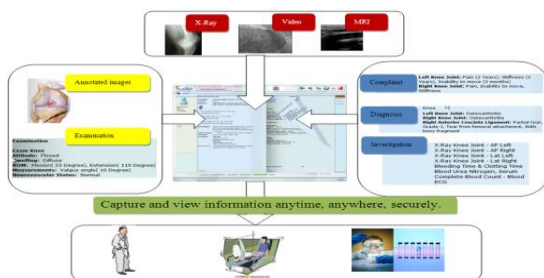 X-Ray
Video
MRI
Annotated images
Examination
Examination
Exam Knee
Attitude: Flexed
Swelling: Diffuse
ROM: Flexion( 25 Degree), Extension( 110 Degree)
Measurements: Valgus angle( 10 Degree)
Neurovascular Status: Normal
Complaint
Left Knee Joint: Pain (2 Years), Stiffness (2 Years), Inability to move (3 months)
Right Knee Joint: Pain, Inability to move, Stiffness
Diagnosis
Knee
Left Knee Joint: Osteoarthritis
Right Knee Joint: Osteoarthritis
Right Anterior Cruciate Ligament: Partial tear, Grade 2, Tear from femoral attachment, With bony fragment
Investigation
X-Ray Knee Joint - AP Left
X-Ray Knee Joint - AP Right
X-Ray Knee Joint - Lat Left
X-Ray Knee Joint - Lat Right
Bleeding Time & Clotting Time
Blood Urea Nitrogen, Serum
Complete Blood Count - Blood
ECG
Capture and view information anytime, anywhere, securely.